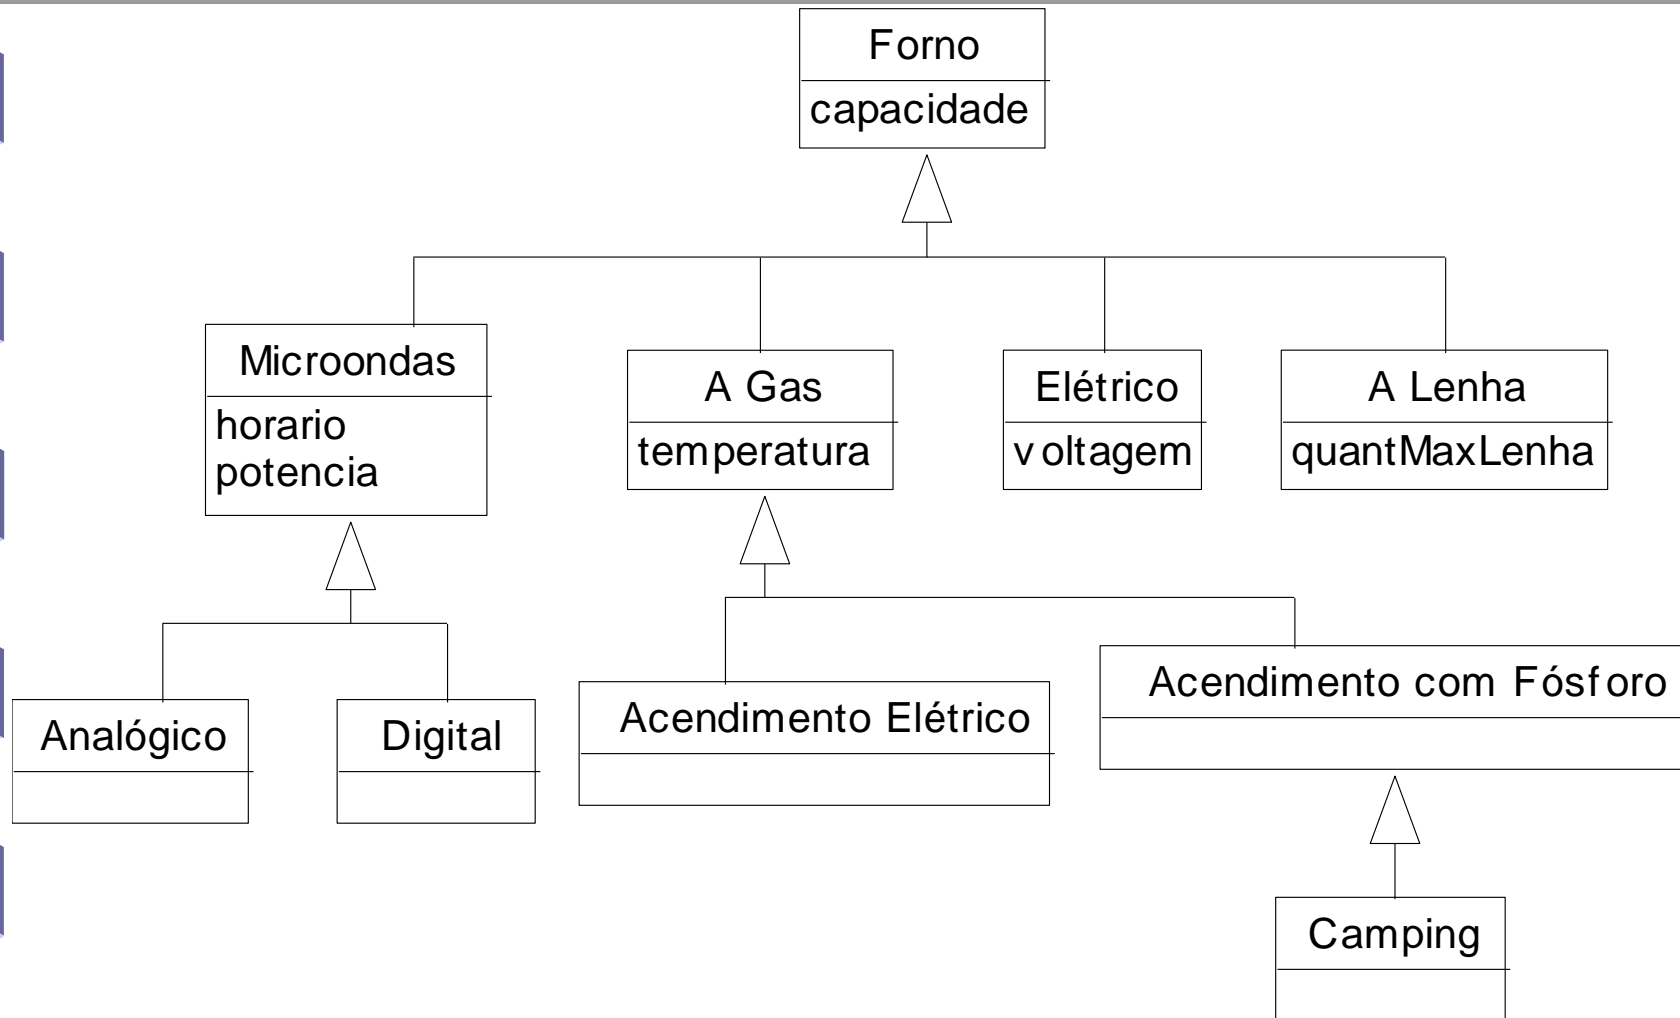 Forno
capacidade
Microondas
horario
potencia
A Gas
temperatura
Elétrico
voltagem
A Lenha
quantMaxLenha
Analógico
Digital
Acendimento Elétrico
Acendimento com Fósforo
Camping